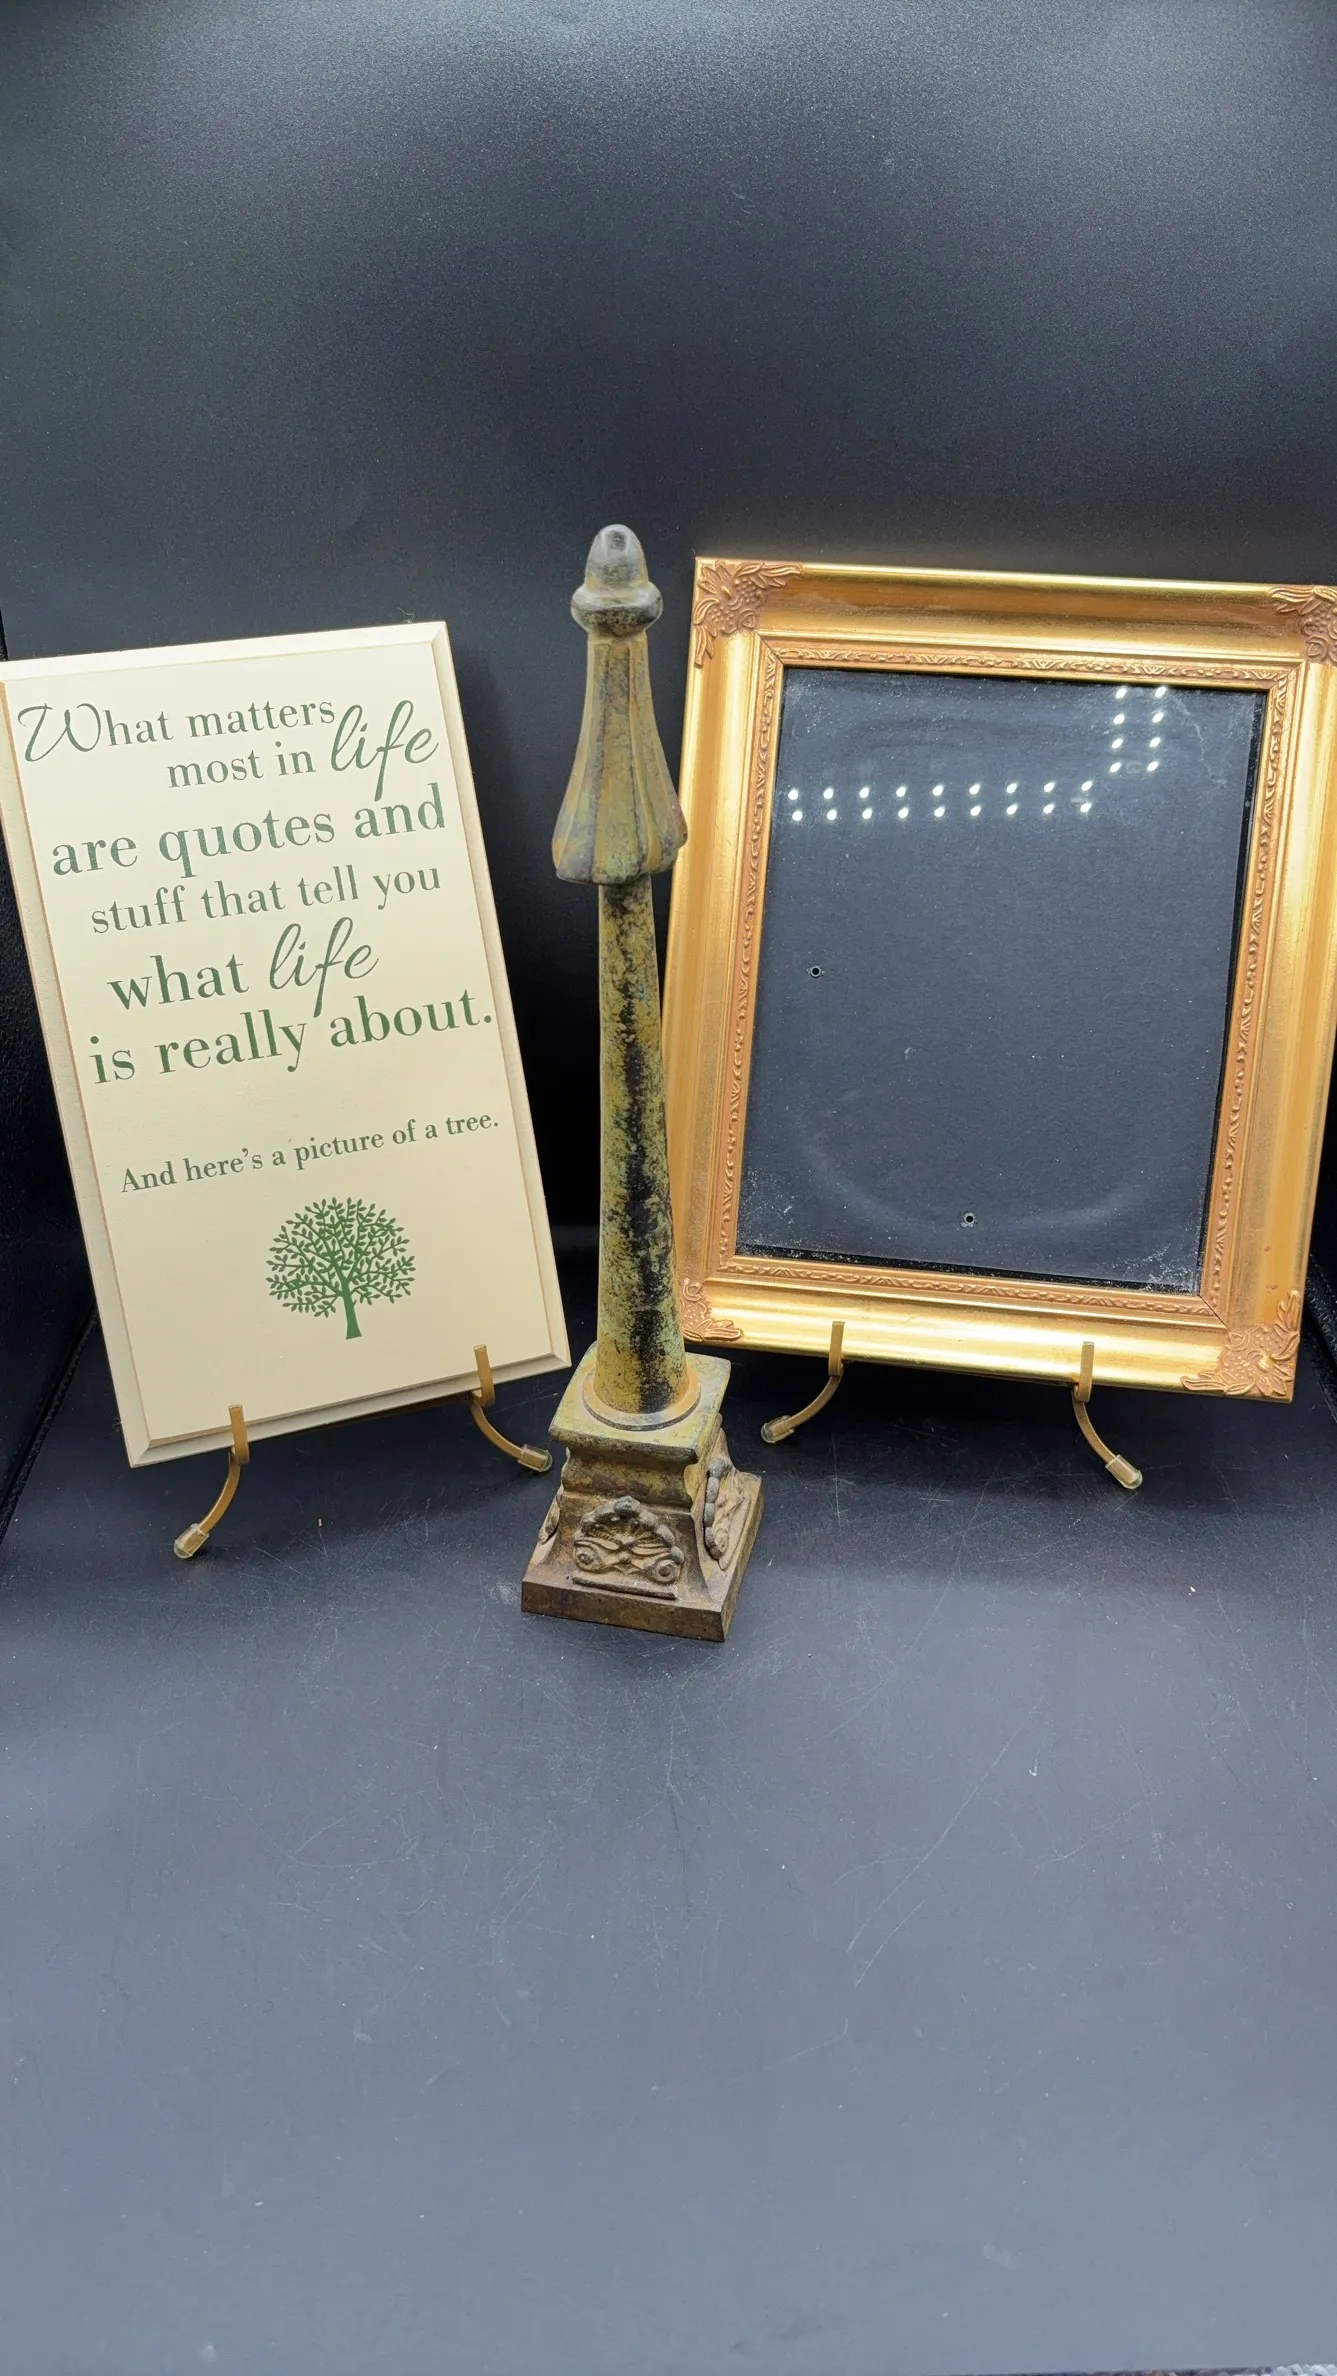 What matters
most in life
are quotes and
stuff that tell you
what life
is really about.
And here's a picture of a tree.